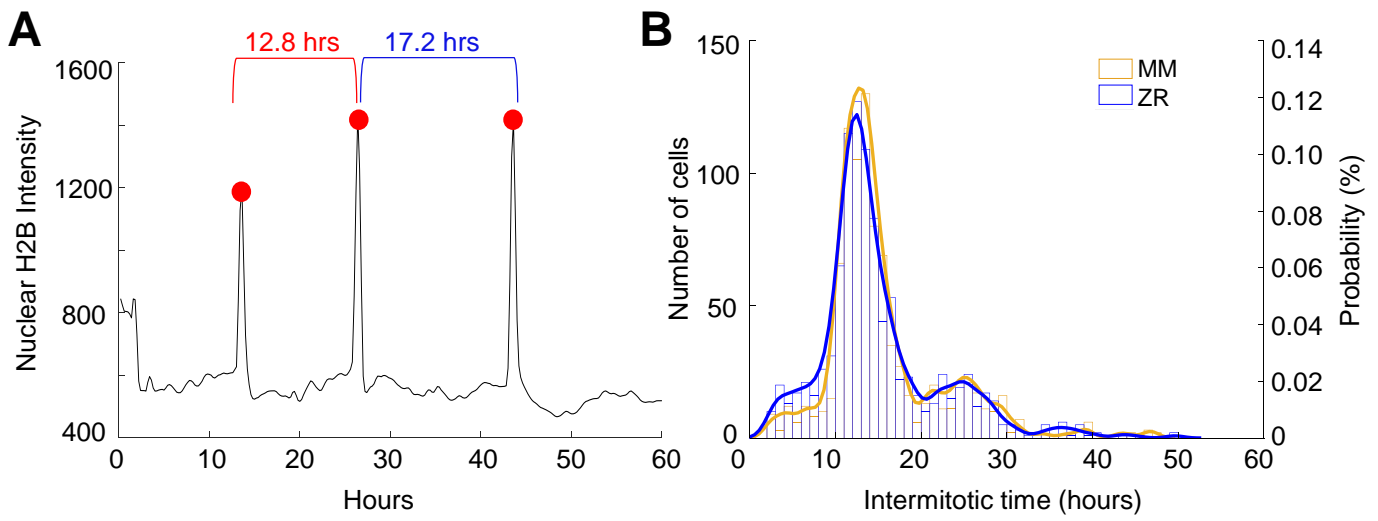 A
12.8 hrs
17.2 hrs
1600
1200
800
400
Nuclear H2B Intensity
0
10
20
30
40
50
60
Hours
B
150
100
50
0
Number of cells
MM
ZR
0.14
0.12
0.10
0.08
0.06
0.04
0.02
0
Probability (%)
0
10
20
30
40
50
60
Intermitotic time (hours)